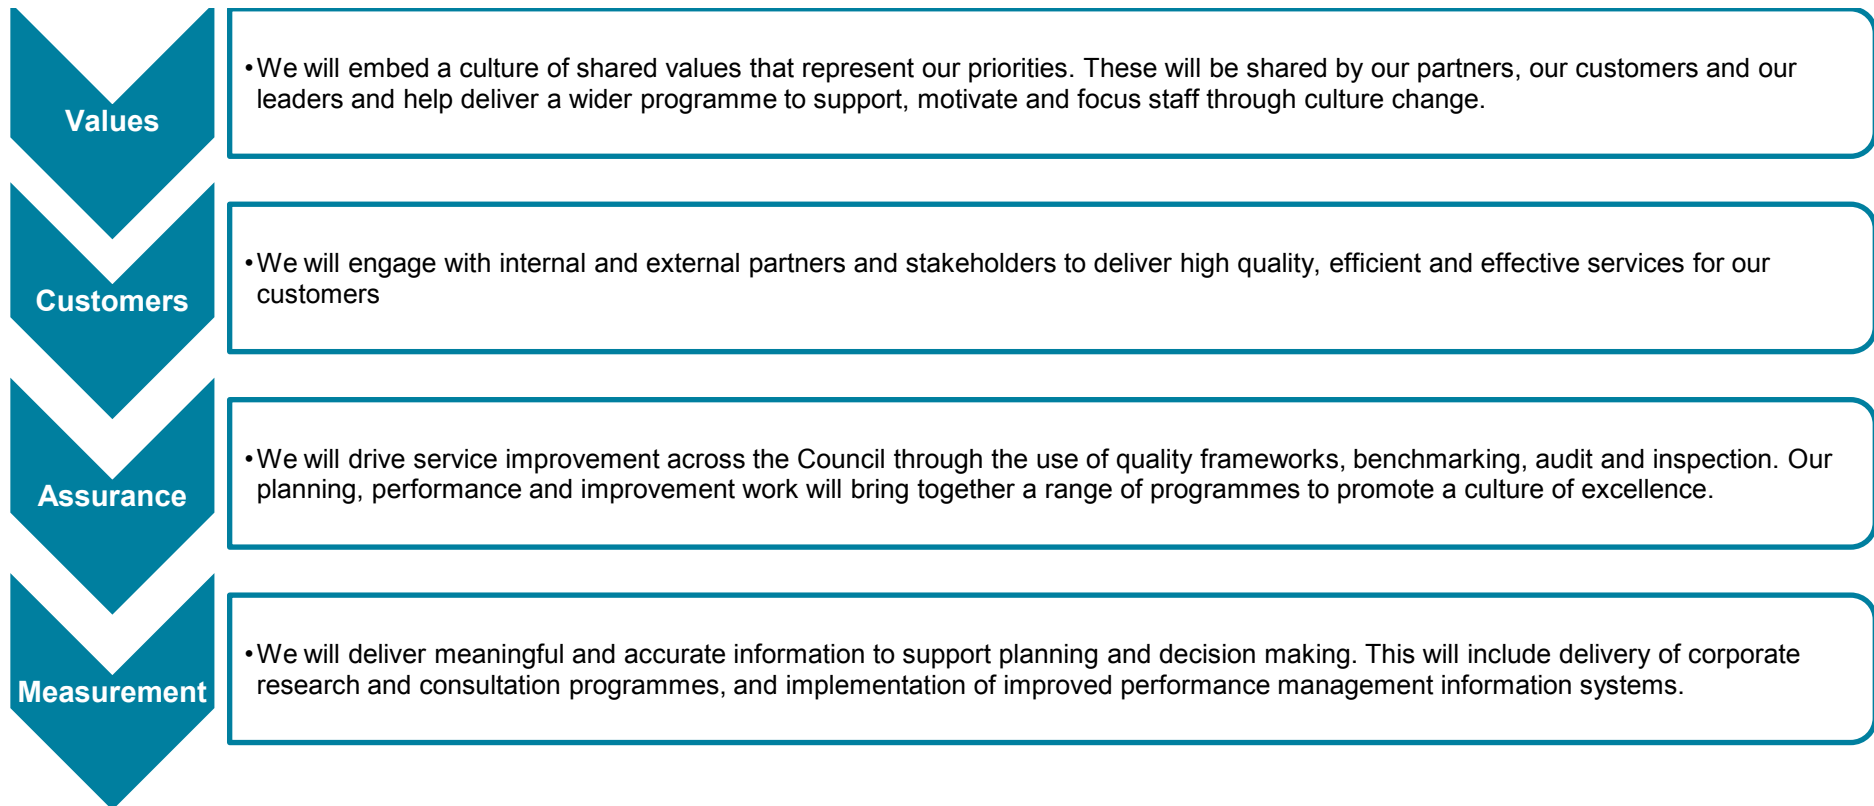 Values
•We will embed a culture of shared values that represent our priorities. These will be shared by our partners, our customers and our
leaders and help deliver a wider programme to support, motivate and focus staff through culture change.
Customers
•We will engage with internal and external partners and stakeholders to deliver high quality, efficient and effective services for our
customers
Assurance
•We will drive service improvement across the Council through the use of quality frameworks, benchmarking, audit and inspection. Our
planning, performance and improvement work will bring together a range of programmes to promote a culture of excellence.
Measurement
•We will deliver meaningful and accurate information to support planning and decision making. This will include delivery of corporate
research and consultation programmes, and implementation of improved performance management information systems.